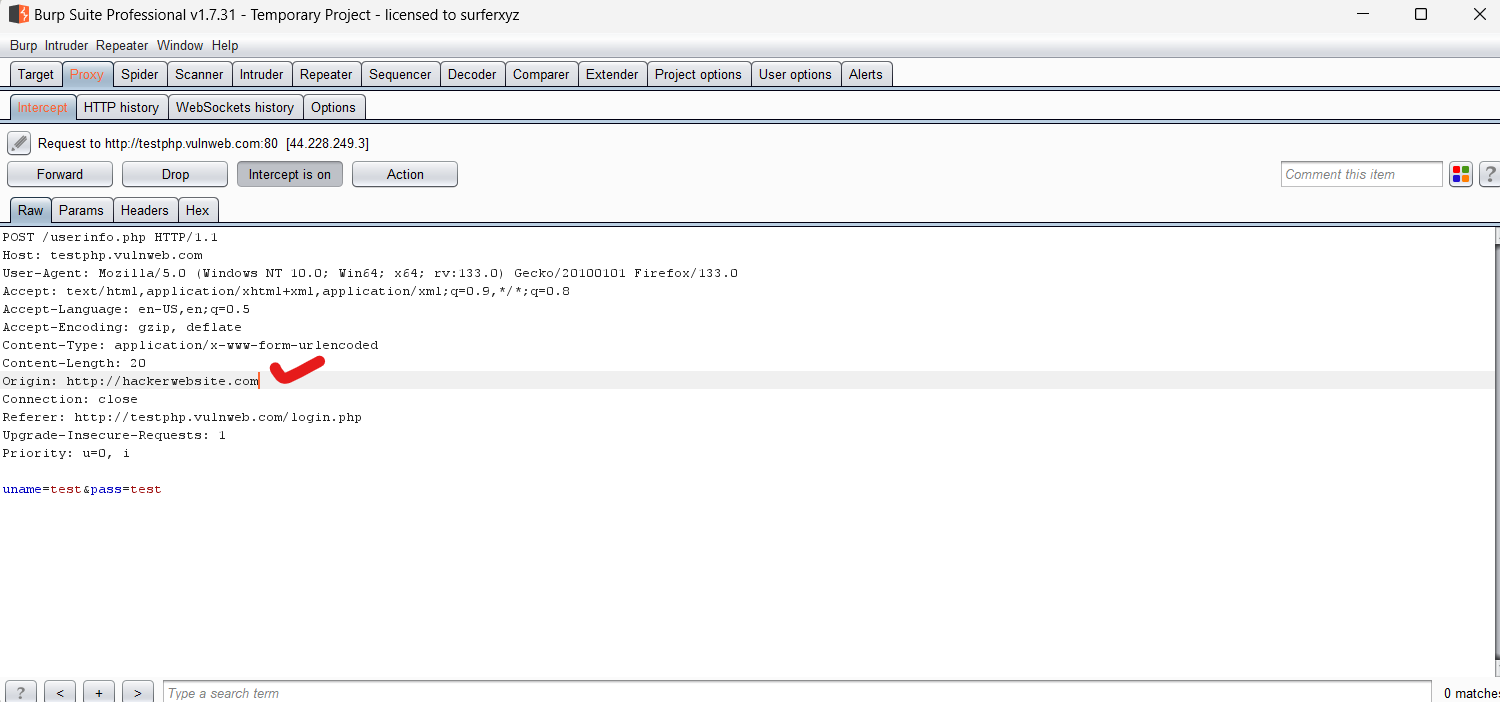 Burp Suite Professional v1.7.31 - Temporary Project - licensed to surferxyz
Burp Intruder Repeater Window Help
Target Proxy Spider Scanner Intruder Repeater Sequencer Decoder Comparer Extender Project options User options Alerts
Intercept HTTP history WebSockets history Options
Request to http://testphp.vulnweb.com:80 [44.228.249.3]
Forward Drop Intercept is on Action Comment this item ?
Raw Params Headers Hex
POST /userinfo.php HTTP/1.1
Host: testphp.vulnweb.com
User-Agent: Mozilla/5.0 (Windows NT 10.0; Win64; x64; rv:133.0) Gecko/20100101 Firefox/133.0
Accept: text/html,application/xhtml+xml,application/xml;q=0.9,*/*;q=0.8
Accept-Language: en-US,en;q=0.5
Accept-Encoding: gzip, deflate
Content-Type: application/x-www-form-urlencoded
Content-Length: 20
Origin: http://hackerwebsite.com
Connection: close
Referer: http://testphp.vulnweb.com/login.php
Upgrade-Insecure-Requests: 1
Priority: u=0, i
uname=test&pass=test
? < + > Type a search term 0 matches